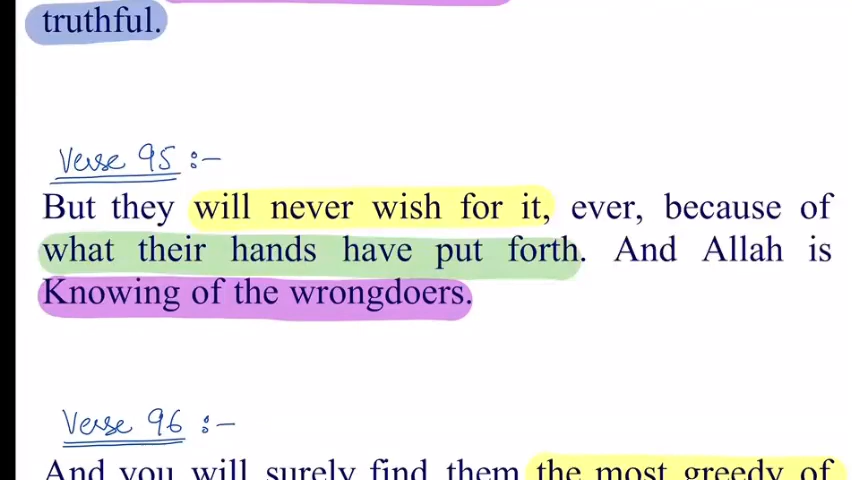 truthful.
Verse 95 :-
But they will never wish for it, ever, because of
what their hands have put forth. And Allah is
Knowing of the wrongdoers.
Verse 96 :-
And you will surely find them the most greedy of